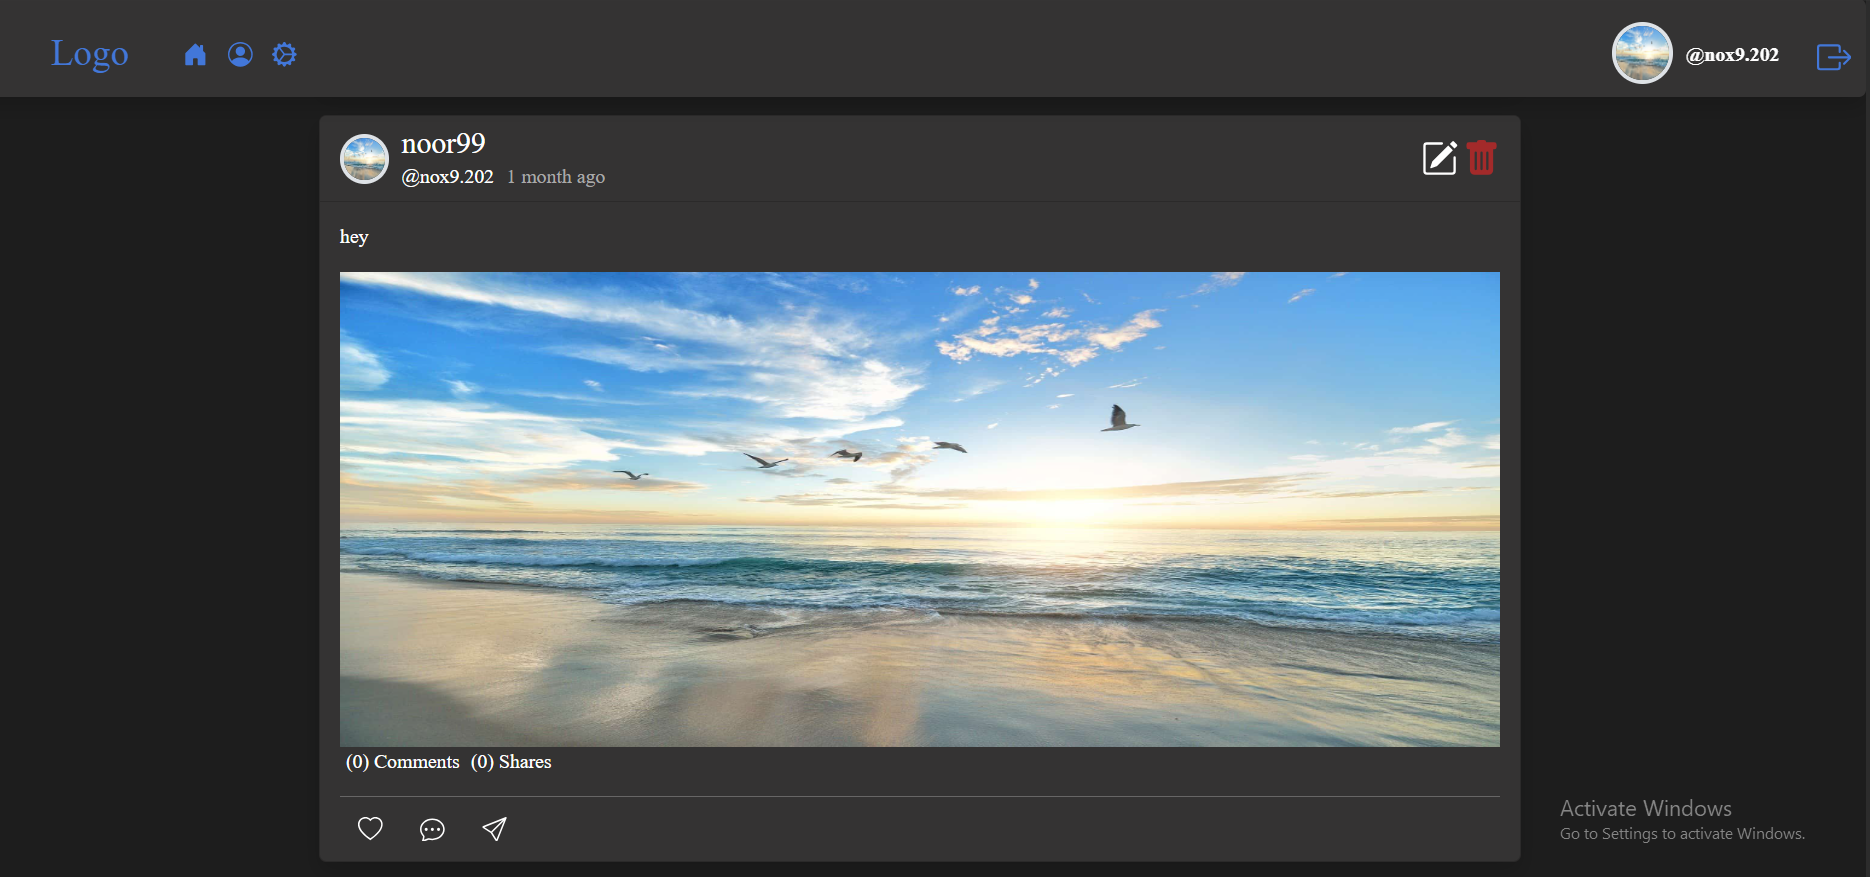 Logo
@nox9.202
noor99
@nox9.202 1 month ago
hey
(0) Comments (0) Shares
Activate Windows
Go to Settings to activate Windows.